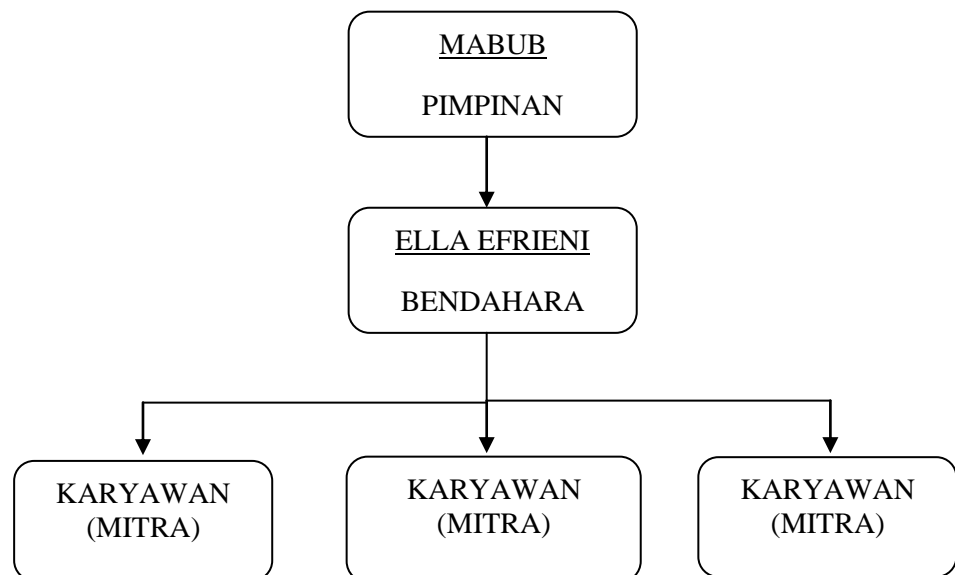 MABUB
PIMPINAN
ELLA EFRIENI
BENDAHARA
KARYAWAN
(MITRA)
KARYAWAN
(MITRA)
KARYAWAN
(MITRA)